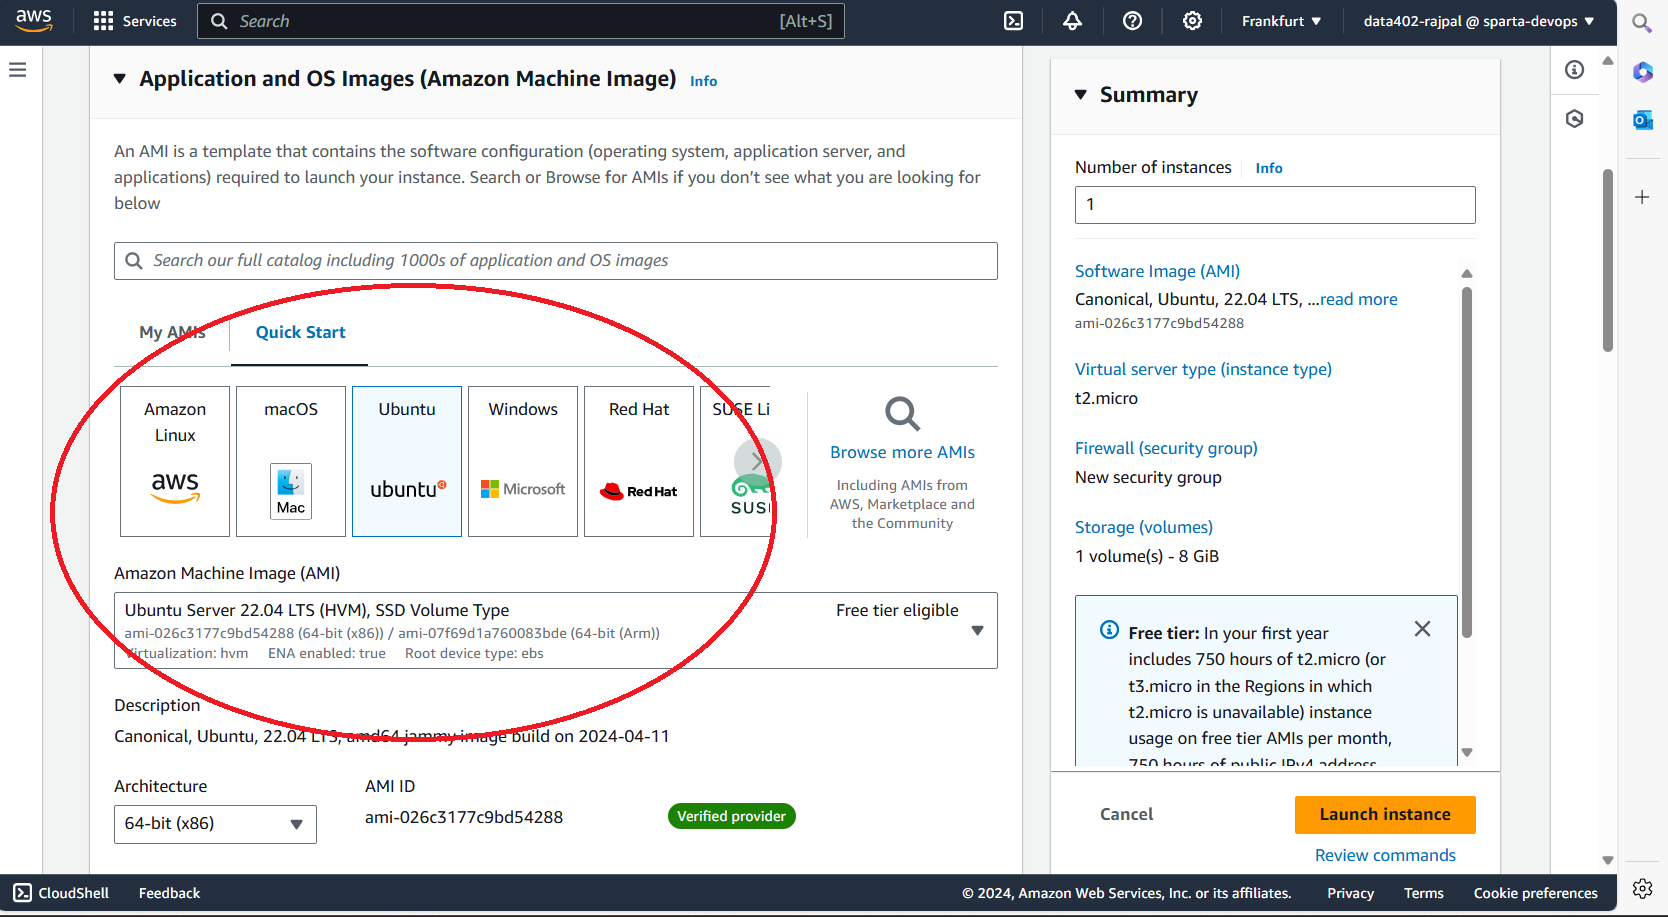 aws
Services
Search
[Alt+S]
Frankfurt
data402-rajpal @ sparta-devops
Application and OS Images (Amazon Machine Image) Info
An AMI is a template that contains the software configuration (operating system, application server, and
applications) required to launch your instance. Search or Browse for AMIs if you don’t see what you are looking for
below
Search our full catalog including 1000s of application and OS images
My AMIs
Quick Start
Amazon
Linux
aws
macOS
Mac
Ubuntu
ubuntu
Windows
Microsoft
Red Hat
Red Hat
SUSE Li
SUS
Browse more AMIs
Including AMIs from
AWS, Marketplace and
the Community
Amazon Machine Image (AMI)
Ubuntu Server 22.04 LTS (HVM), SSD Volume Type
Free tier eligible
ami-026c3177c9bd54288 (64-bit (x86)) / ami-07f69d1a760083bde (64-bit (Arm))
Virtualization: hvm ENA enabled: true Root device type: ebs
Description
Canonical, Ubuntu, 22.04 LTS, amd64 jammy image build on 2024-04-11
Architecture
64-bit (x86)
AMI ID
ami-026c3177c9bd54288
Verified provider
Summary
Number of instances Info
1
Software Image (AMI)
Canonical, Ubuntu, 22.04 LTS, ...read more
ami-026c3177c9bd54288
Virtual server type (instance type)
t2.micro
Firewall (security group)
New security group
Storage (volumes)
1 volume(s) - 8 GiB
Free tier: In your first year
includes 750 hours of t2.micro (or
t3.micro in the Regions in which
t2.micro is unavailable) instance
usage on free tier AMIs per month,
750 hours of public IPv4 address
Cancel
Launch instance
Review commands
CloudShell
Feedback
© 2024, Amazon Web Services, Inc. or its affiliates.
Privacy
Terms
Cookie preferences